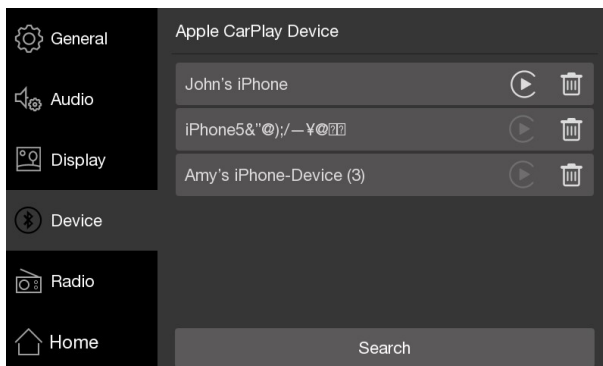 General
Audio
Display
Device
Radio
Home
Apple CarPlay Device
John's iPhone
iPhone5&"@);/—¥@⍰⍰
Amy's iPhone-Device (3)
Search